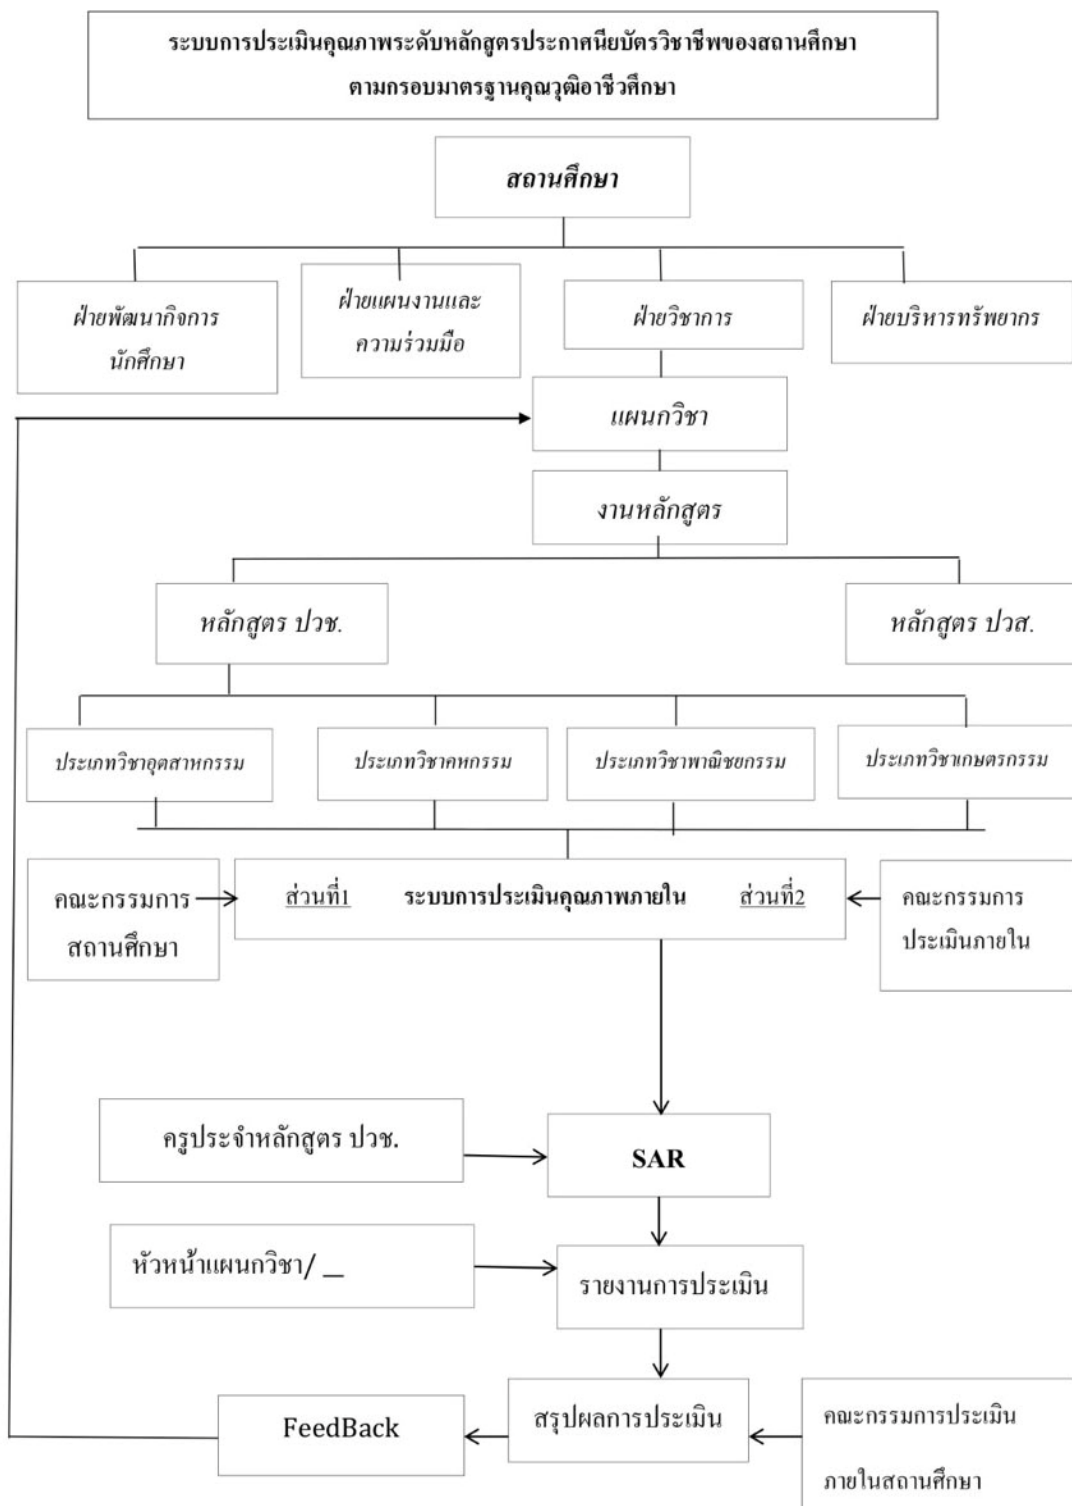 ระบบการประเมินคุณภาพระดับหลักสูตรประกาศนียบัตรวิชาชีพของสถานศึกษา
ตามกรอบมาตรฐานคุณวุฒิอาชีวศึกษา
สถานศึกษา
ฝ่ายพัฒนากิจการ
นักศึกษา
ฝ่ายแผนงานและ
ความร่วมมือ
ฝ่ายวิชาการ
ฝ่ายบริหารทรัพยากร
แผนกวิชา
งานหลักสูตร
หลักสูตร ปวช.
หลักสูตร ปวส.
ประเภทวิชาอุตสาหกรรม
ประเภทวิชาคหกรรม
ประเภทวิชาพาณิชยกรรม
ประเภทวิชาเกษตรกรรม
คณะกรรมการ
สถานศึกษา
ส่วนที่1 ระบบการประเมินคุณภาพภายใน ส่วนที่2
คณะกรรมการ
ประเมินภายใน
ครูประจำหลักสูตร ปวช.
SAR
หัวหน้าแผนกวิชา/ _
รายงานการประเมิน
FeedBack
สรุปผลการประเมิน
คณะกรรมการประเมิน
ภายในสถานศึกษา